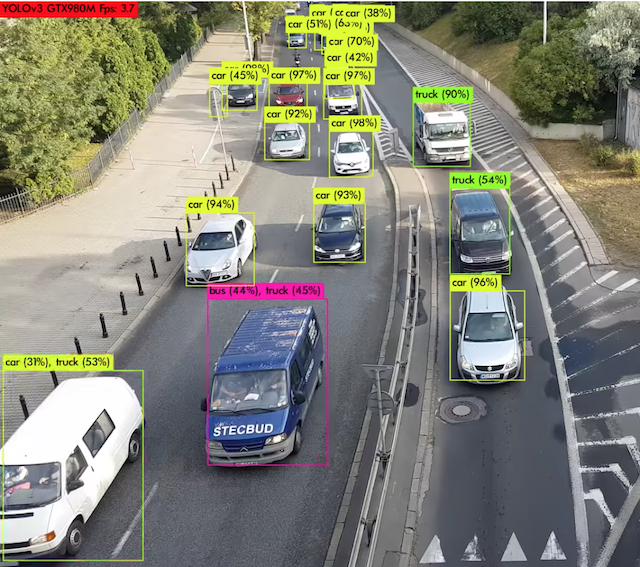 YOLOv3 GTX980M Fps: 3.7
car (38%)
car (51%)
car (70%)
car (42%)
car (98%)
car (45%)
car (97%)
car (97%)
truck (90%)
car (92%)
car (98%)
truck (54%)
car (94%)
car (93%)
car (96%)
bus (44%), truck (45%)
car (31%), truck (53%)
STECBUD